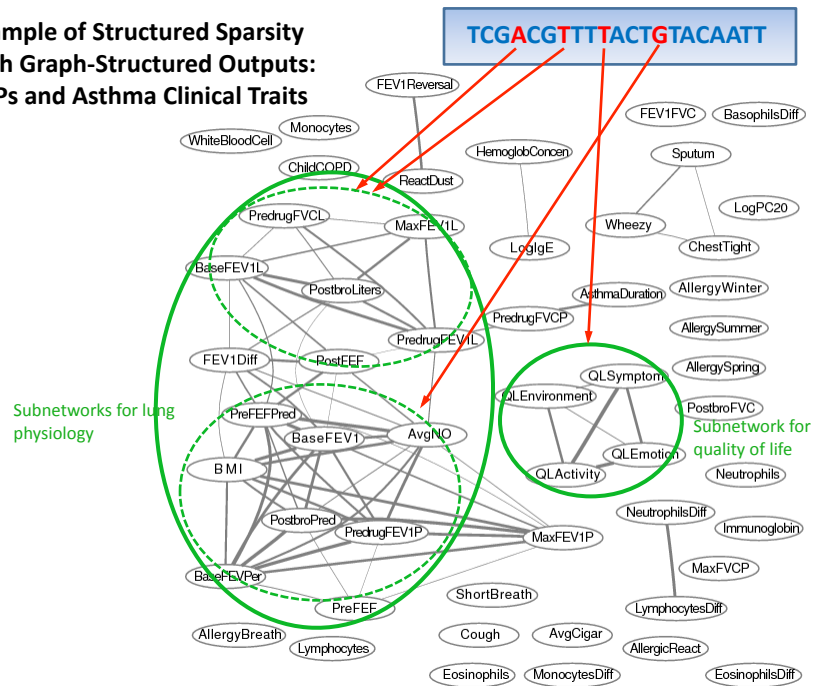 ample of Structured Sparsity
h Graph-Structured Outputs:
Ps and Asthma Clinical Traits
TCGACGTTTTACTGTACAATT
FEV1Reversal
FEV1FVC
BasophilsDiff
Monocytes
WhiteBloodCell
HemoglobConcen
Sputum
ChildCOPD
ReactDust
LogPC20
PredrugFVCL
MaxFEV1L
Wheezy
LogIgE
ChestTight
BaseFEV1L
PostbroLiters
AsthmaDuration
AllergyWinter
PredrugFVCP
AllergySummer
PredrugFEV1L
FEV1Diff
PostFEF
AllergySpring
QLSymptom
QLEnvironment
Subnetworks for lung
physiology
PreFEFPred
PostbroFVC
BaseFEV1
AvgNO
Subnetwork for
quality of life
QLEmotion
BMI
QLActivity
Neutrophils
NeutrophilsDiff
PostbroPred
PredrugFEV1P
MaxFEV1P
Immunoglobin
BaseFEVPer
MaxFVCP
ShortBreath
PreFEF
LymphocytesDiff
AllergyBreath
Lymphocytes
Cough
AvgCigar
AllergicReact
Eosinophils
MonocytesDiff
EosinophilsDiff